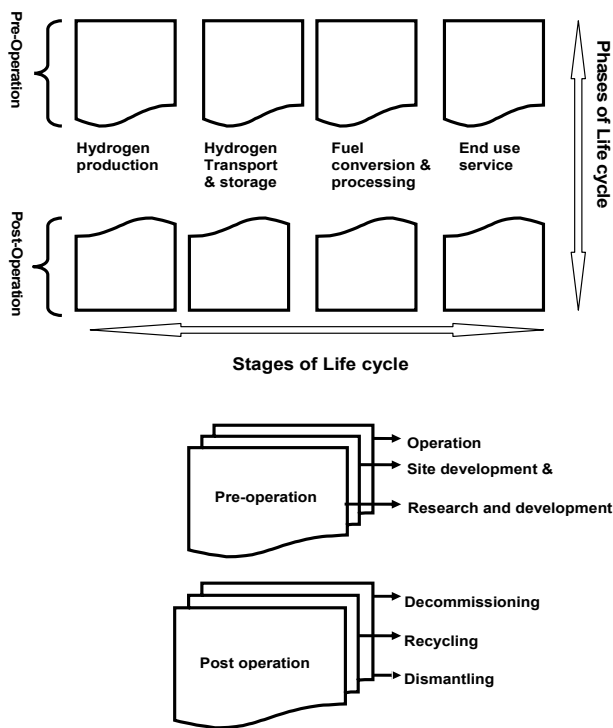 Pre-Operation
Phases of Life cycle
Hydrogen
production
Hydrogen
Transport
& storage
Fuel
conversion &
processing
End use
service
Post-Operation
Stages of Life cycle
Pre-operation
Operation
Site development &
Research and development
Post operation
Decommissioning
Recycling
Dismantling